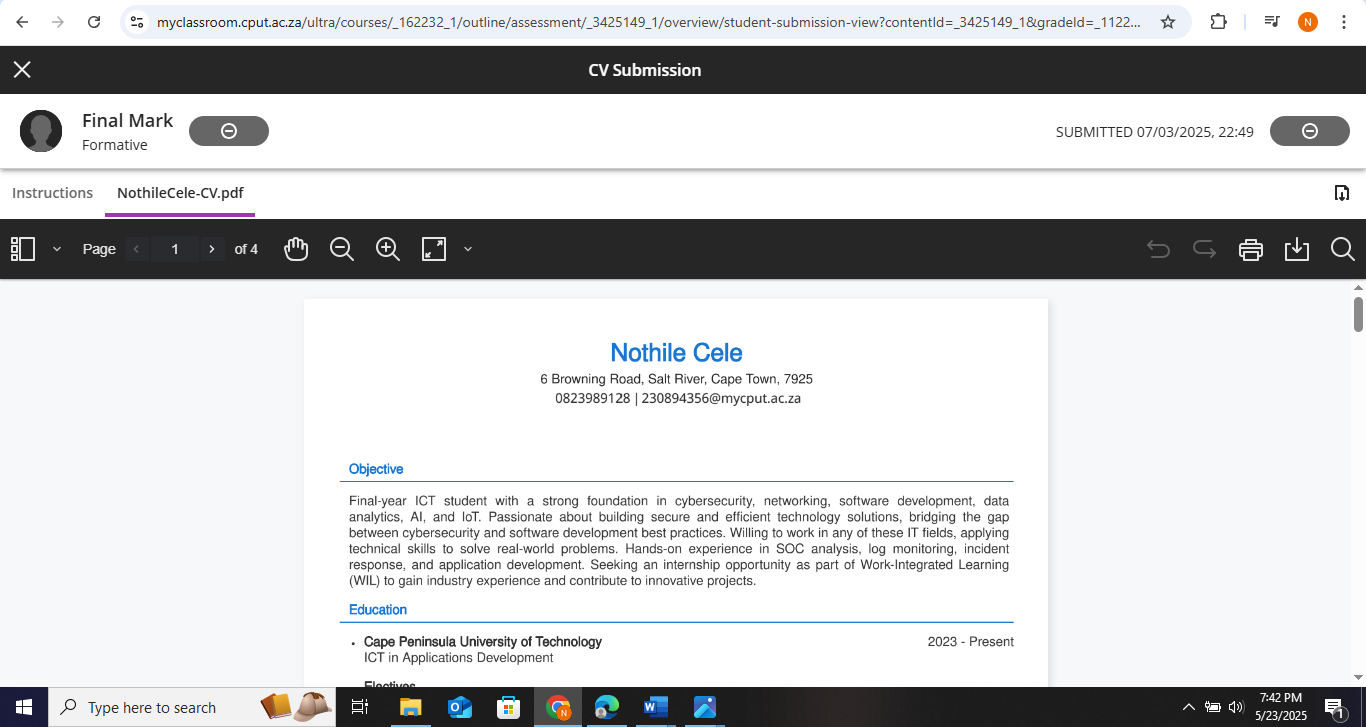 myclassroom.cput.ac.za/ultra/courses/_162232_1/outline/assessment/_3425149_1/overview/student-submission-view?contentId=_3425149_1&gradeId=_1122...
N
CV Submission
Final Mark
Formative
SUBMITTED 07/03/2025, 22:49
Instructions
NothileCele-CV.pdf
Page 1 of 4
Nothile Cele
6 Browning Road, Salt River, Cape Town, 7925
0823989128 | 230894356@mycput.ac.za
Objective
Final-year ICT student with a strong foundation in cybersecurity, networking, software development, data
analytics, AI, and IoT. Passionate about building secure and efficient technology solutions, bridging the gap
between cybersecurity and software development best practices. Willing to work in any of these IT fields, applying
technical skills to solve real-world problems. Hands-on experience in SOC analysis, log monitoring, incident
response, and application development. Seeking an internship opportunity as part of Work-Integrated Learning
(WIL) to gain industry experience and contribute to innovative projects.
Education
• Cape Peninsula University of Technology 2023 - Present
ICT in Applications Development
Electives
Type here to search
7:42 PM
5/23/2025
1